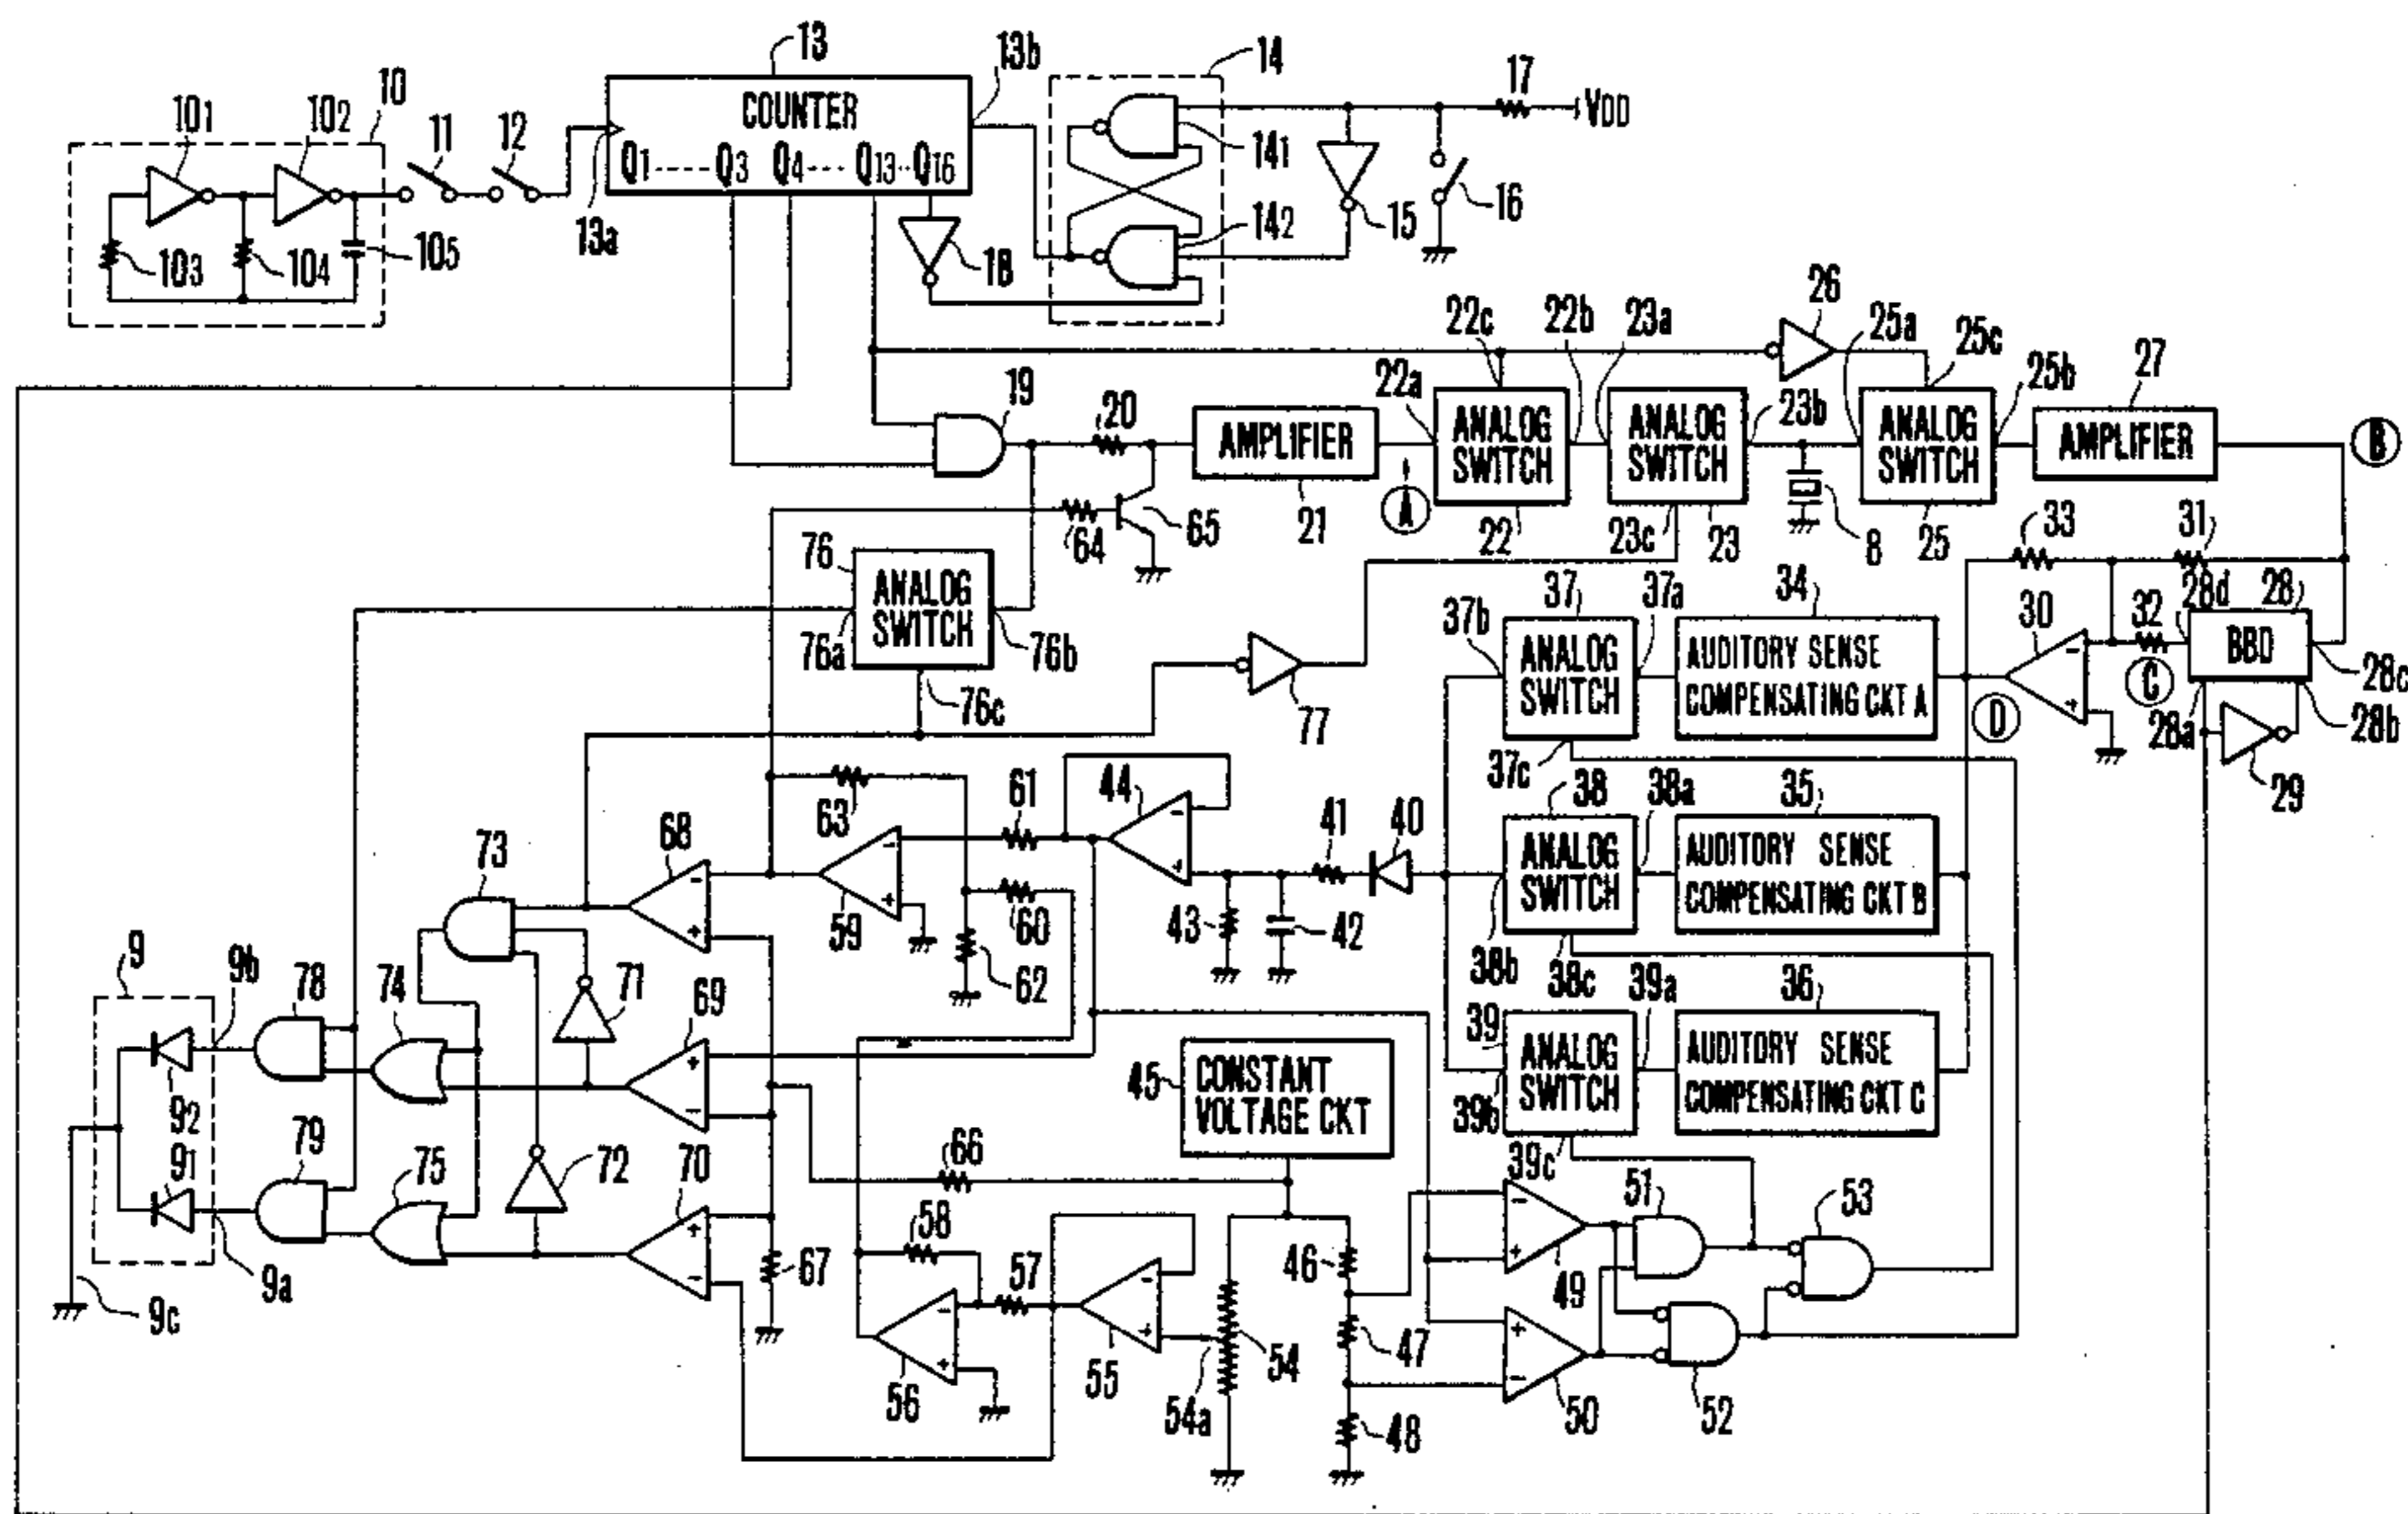 13
13b
14
17
VDD
10
101
102
11
12
COUNTER
Q1 ------ Q3 Q4 ---- Q13 -- Q16
141
142
15
16
103
104
105
13a
18
26
22c
22b
23a
25a
25c
27
19
20
22a
23b
25b
AMPLIFIER
ANALOG SWITCH
ANALOG SWITCH
ANALOG SWITCH
AMPLIFIER
B
A
21
22
23c
23
8
25
33
31
64
65
76
ANALOG SWITCH
76a
76b
76c
77
37b
37
37a
34
30
32
28d
28
ANALOG SWITCH
AUDITORY SENSE COMPENSATING CKT A
BBD
C
D
28c
28a
28b
29
37c
63
61
44
41
40
38
38a
35
ANALOG SWITCH
AUDITORY SENSE COMPENSATING CKT B
73
68
59
60
62
43
42
38b
38c
39a
36
9
9b
78
74
71
69
39
ANALOG SWITCH
AUDITORY SENSE COMPENSATING CKT C
45
CONSTANT VOLTAGE CKT
39b
39c
92
91
79
75
72
70
66
51
53
9a
9c
67
58
57
56
55
54a
54
46
47
48
49
50
52